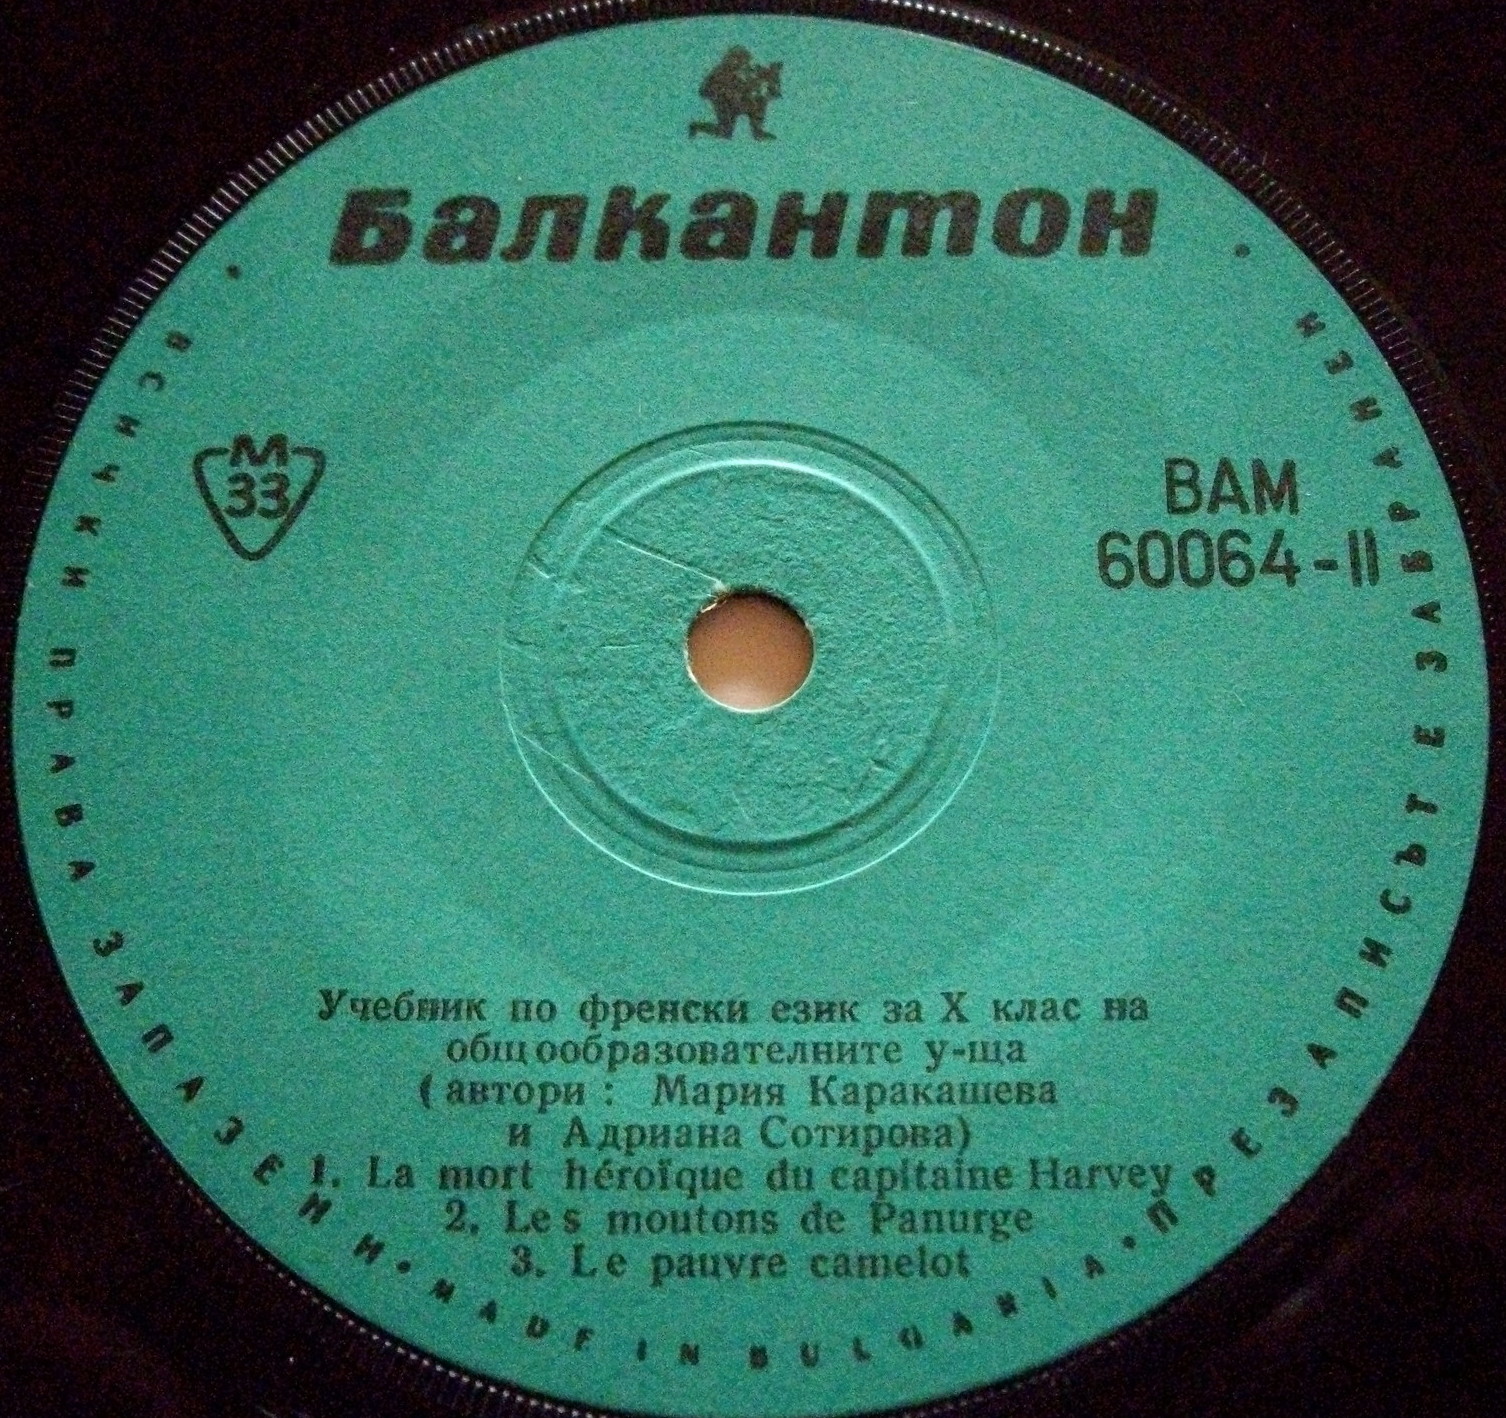 Балкантон
M
33
ВАМ
60064-II
Учебник по френски език за X клас на
общообразователните у-ща
(автори: Мария Каракашева
и Адриана Сотирова)
1. La mort héroïque du capitaine Harvey
2. Les moutons de Panurge
3. Le pauvre camelot
ВСИЧКИ ПРАВА ЗАПАЗЕНИ • MADE IN BULGARIA • ПРЕЗАПИСЪТ Е ЗАБРАНЕН